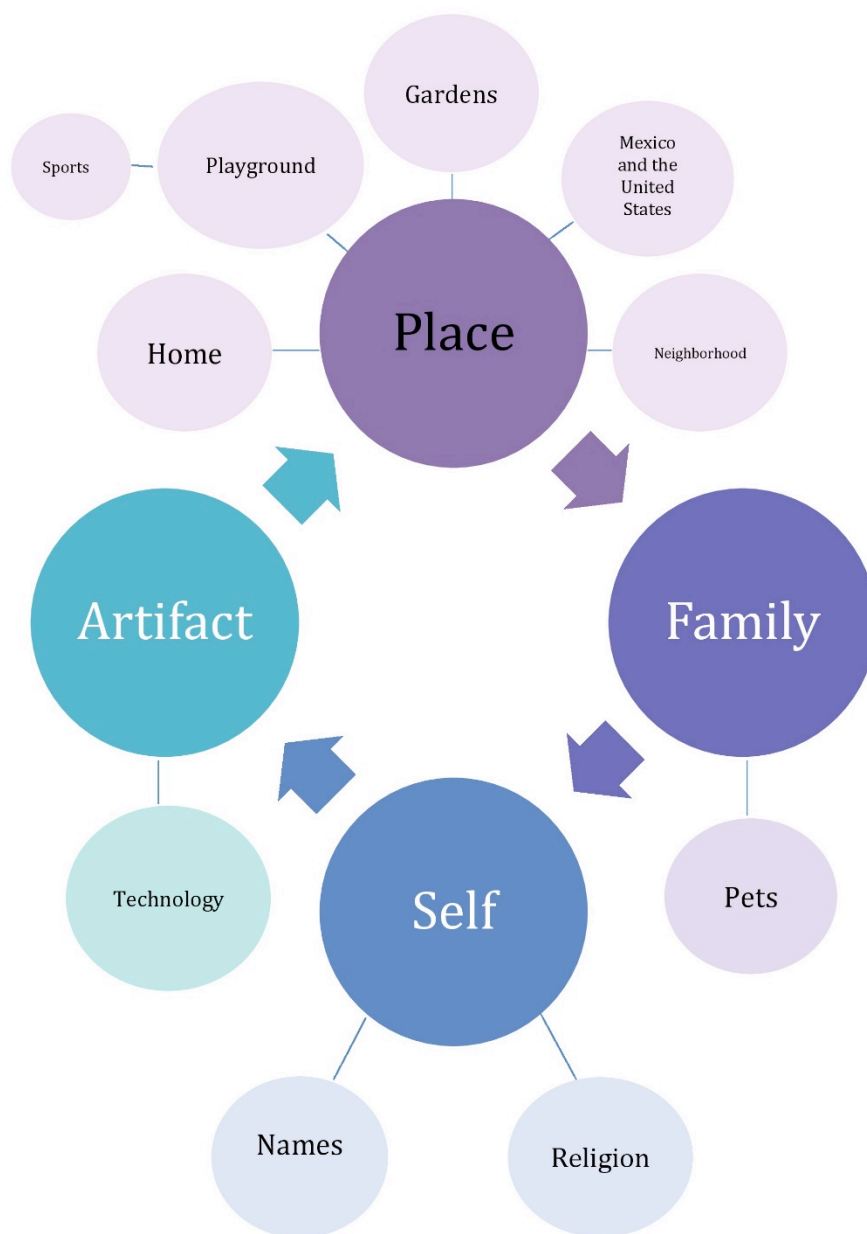 Gardens
Sports
Playground
Mexico
and the
United
States
Place
Home
Neighborhood
Artifact
Family
Technology
Self
Pets
Names
Religion